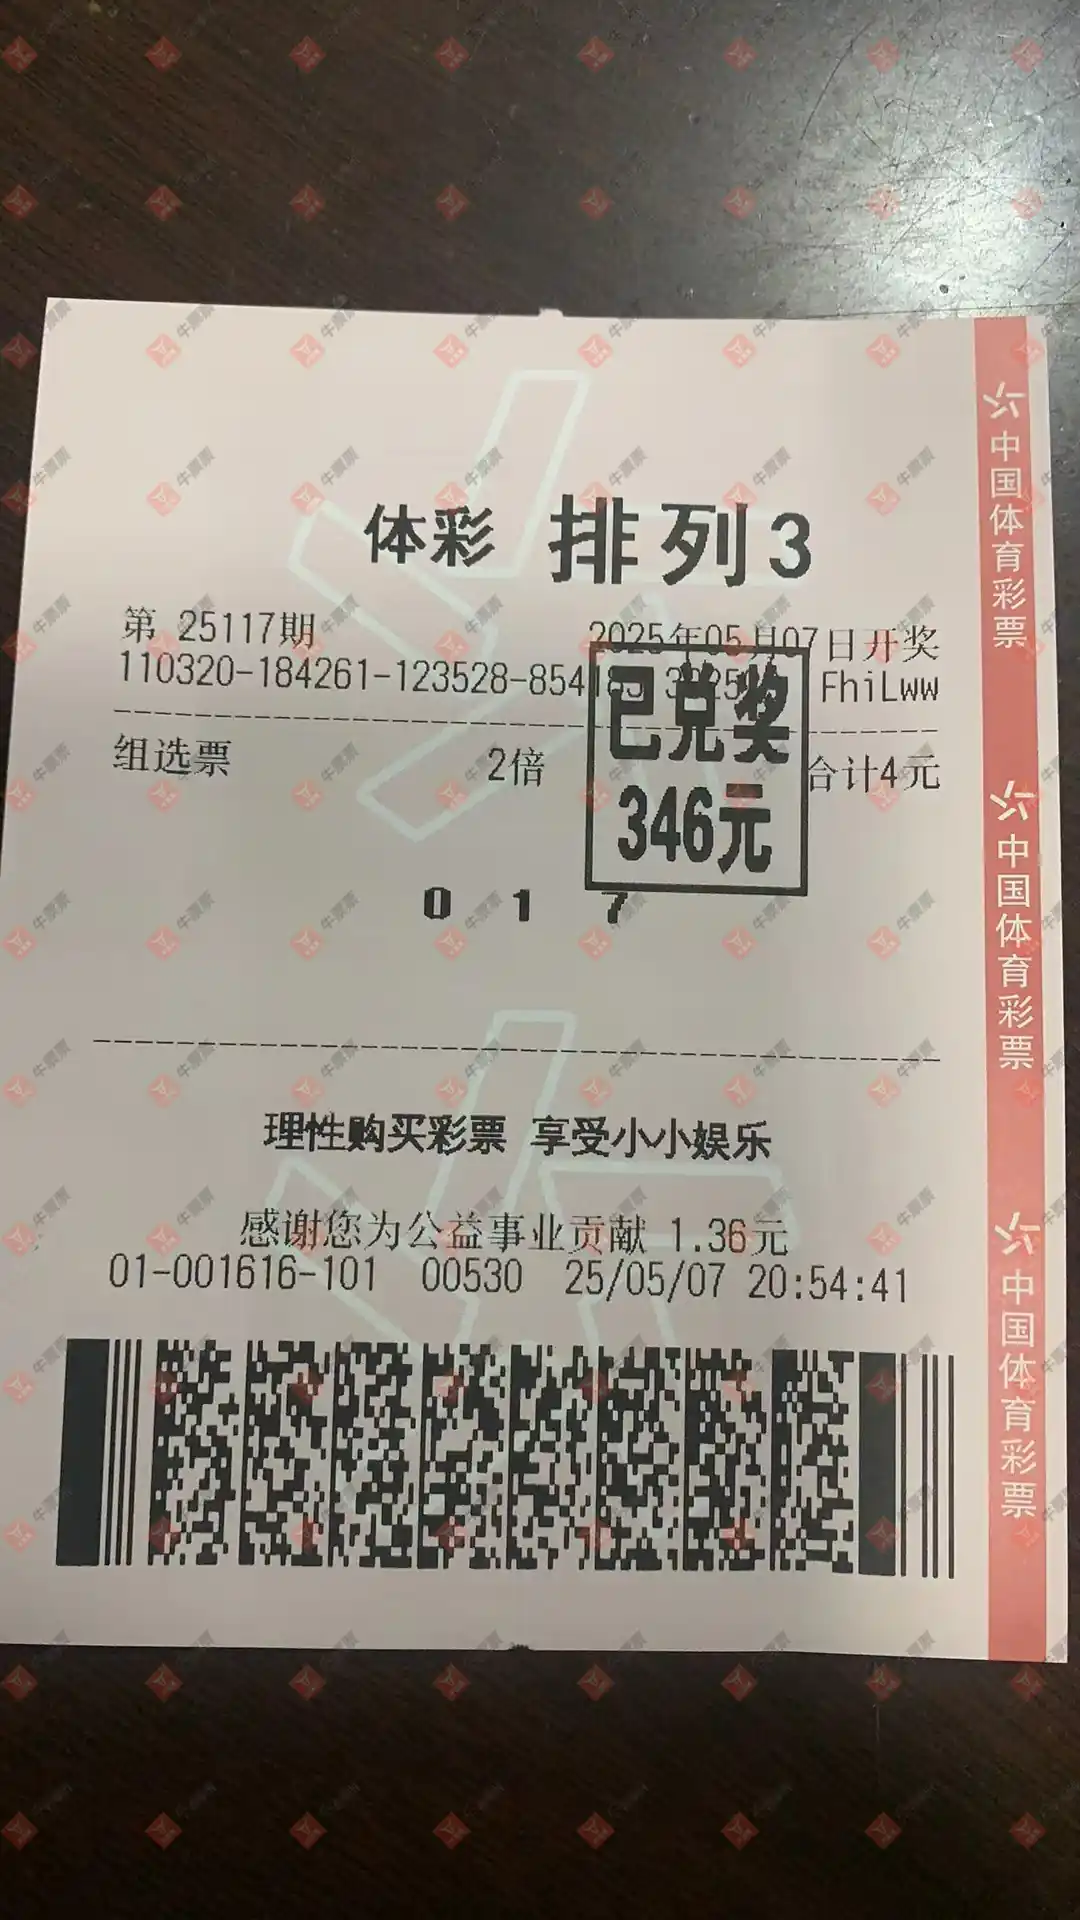 体彩 排列3
第 25117期 2025年05月07日开奖
110320-184261-123528-854 FhiLww
已兑奖
346元
组选票 2倍 合计4元
0 1 7
理性购买彩票 享受小小娱乐
感谢您为公益事业贡献 1.36元
01-001616-101 00530 25/05/07 20:54:41
中国体育彩票
中国体育彩票
中国体育彩票
牛票票